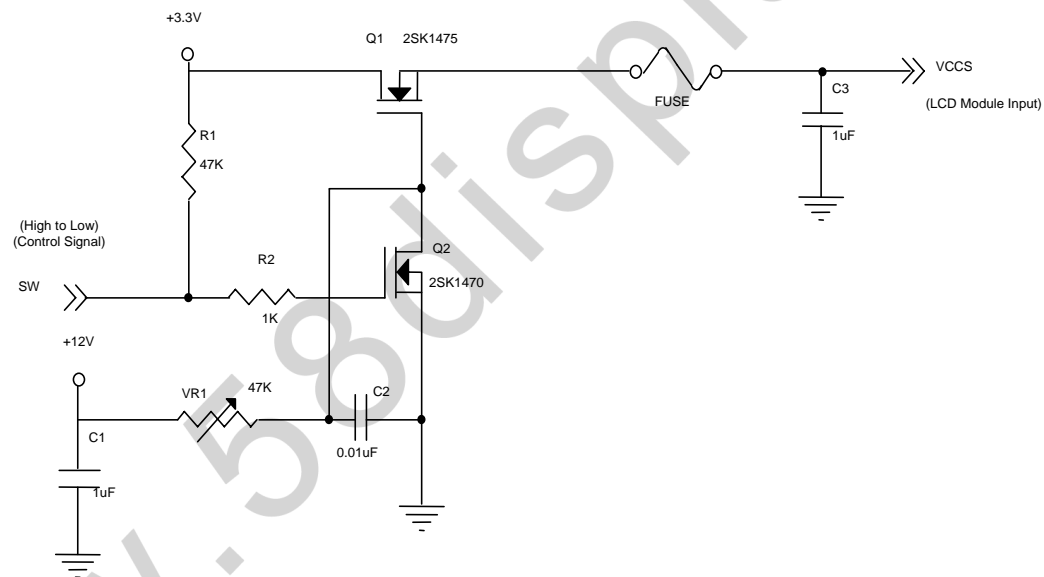 +3.3V
Q1 2SK1475
VCCS
FUSE
C3
(LCD Module Input)
R1
1uF
47K
(High to Low)
(Control Signal)
R2
Q2
2SK1470
SW
1K
+12V
VR1
47K
C2
C1
0.01uF
1uF
.58displ